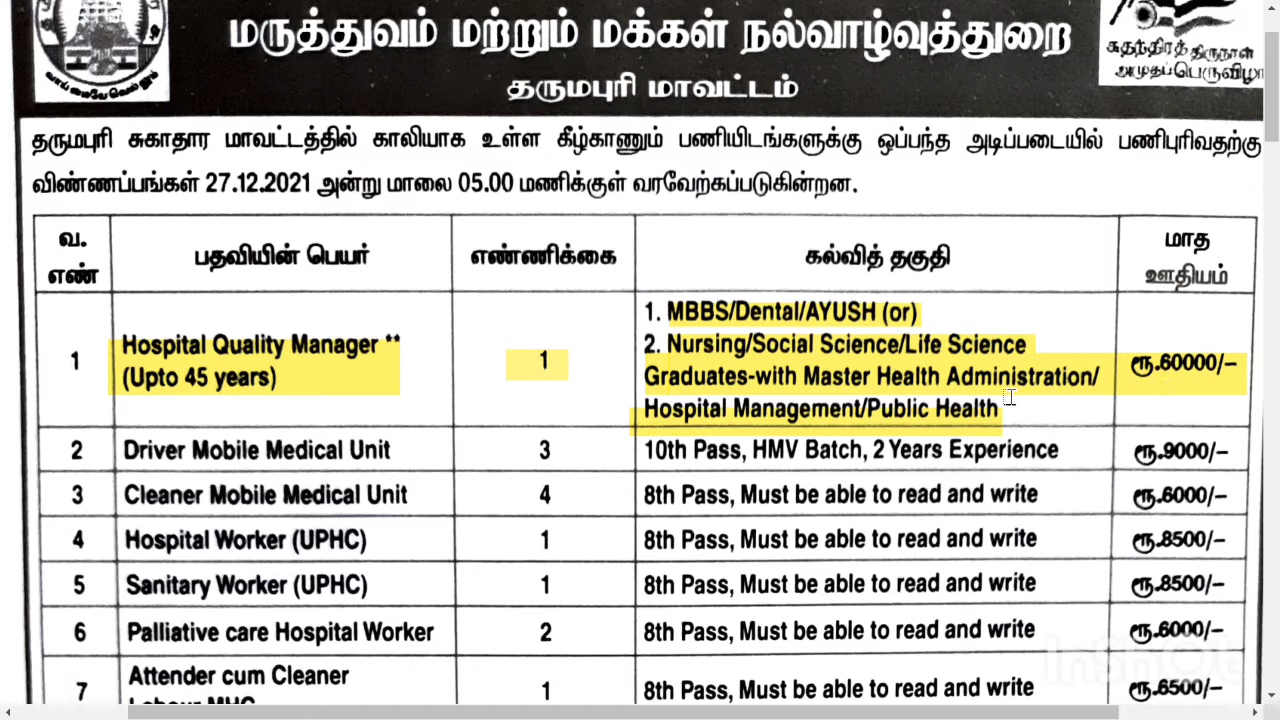 மருத்துவம் மற்றும் மக்கள் நல்வாழ்வுத்துறை
தருமபுரி மாவட்டம்
வாய்மையே வெல்லும்
சுதந்திரத் திருநாள்
அமுதப்பெருவிழா
தருமபுரி சுகாதார மாவட்டத்தில் காலியாக உள்ள கீழ்காணும் பணியிடங்களுக்கு ஒப்பந்த அடிப்படையில் பணிபுரிவதற்கு
விண்ணப்பங்கள் 27.12.2021 அன்று மாலை 05.00 மணிக்குள் வரவேற்கப்படுகின்றன.
வ. எண் பதவியின் பெயர் எண்ணிக்கை கல்வித் தகுதி மாத ஊதியம்
1 Hospital Quality Manager ** (Upto 45 years) 1
1. MBBS/Dental/AYUSH (or)
2. Nursing/Social Science/Life Science
Graduates-with Master Health Administration/
Hospital Management/Public Health
ரூ.60000/–
2 Driver Mobile Medical Unit 3 10th Pass, HMV Batch, 2 Years Experience ரூ.9000/–
3 Cleaner Mobile Medical Unit 4 8th Pass, Must be able to read and write ரூ.6000/–
4 Hospital Worker (UPHC) 1 8th Pass, Must be able to read and write ரூ.8500/–
5 Sanitary Worker (UPHC) 1 8th Pass, Must be able to read and write ரூ.8500/–
6 Palliative care Hospital Worker 2 8th Pass, Must be able to read and write ரூ.6000/–
7 Attender cum Cleaner 1 8th Pass, Must be able to read and write ரூ.6500/–
InShOt